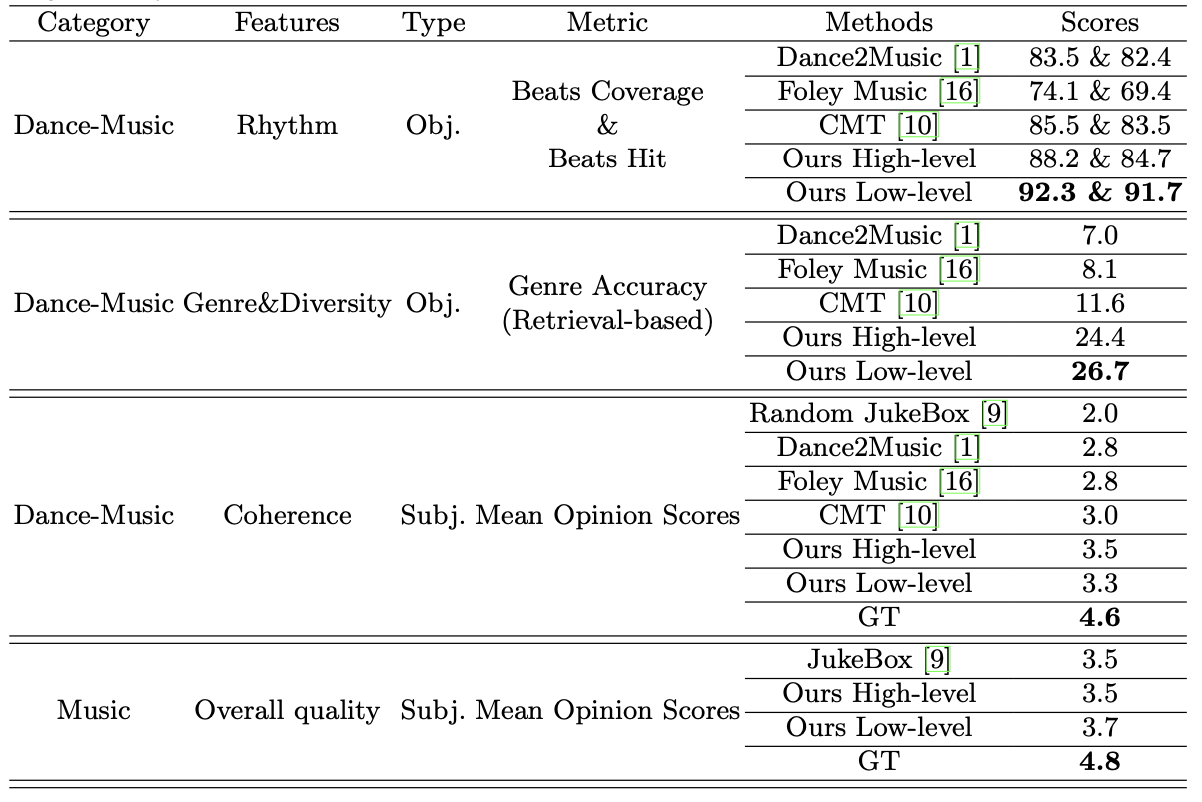 Category Features Type Metric Methods Scores
Dance2Music [1] 83.5 & 82.4
Beats Coverage Foley Music [16] 74.1 & 69.4
Dance-Music Rhythm Obj. & CMT [10] 85.5 & 83.5
Beats Hit Ours High-level 88.2 & 84.7
Ours Low-level 92.3 & 91.7
Dance2Music [1] 7.0
Genre Accuracy Foley Music [16] 8.1
Dance-Music Genre&Diversity Obj. CMT [10] 11.6
(Retrieval-based) Ours High-level 24.4
Ours Low-level 26.7
Random JukeBox [9] 2.0
Dance2Music [1] 2.8
Foley Music [16] 2.8
Dance-Music Coherence Subj. Mean Opinion Scores CMT [10] 3.0
Ours High-level 3.5
Ours Low-level 3.3
GT 4.6
JukeBox [9] 3.5
Ours High-level 3.5
Music Overall quality Subj. Mean Opinion Scores Ours Low-level 3.7
GT 4.8